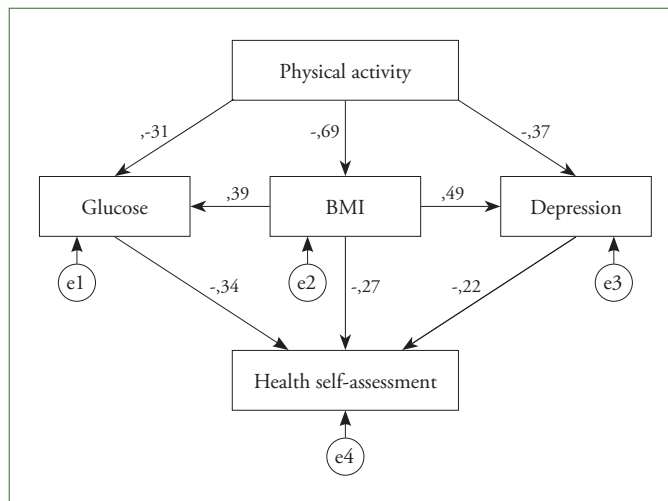 Physical activity
,-31
-,69
-,37
Glucose
,39
BMI
,49
Depression
e1
e2
e3
-,34
-,27
-,22
Health self-assessment
e4